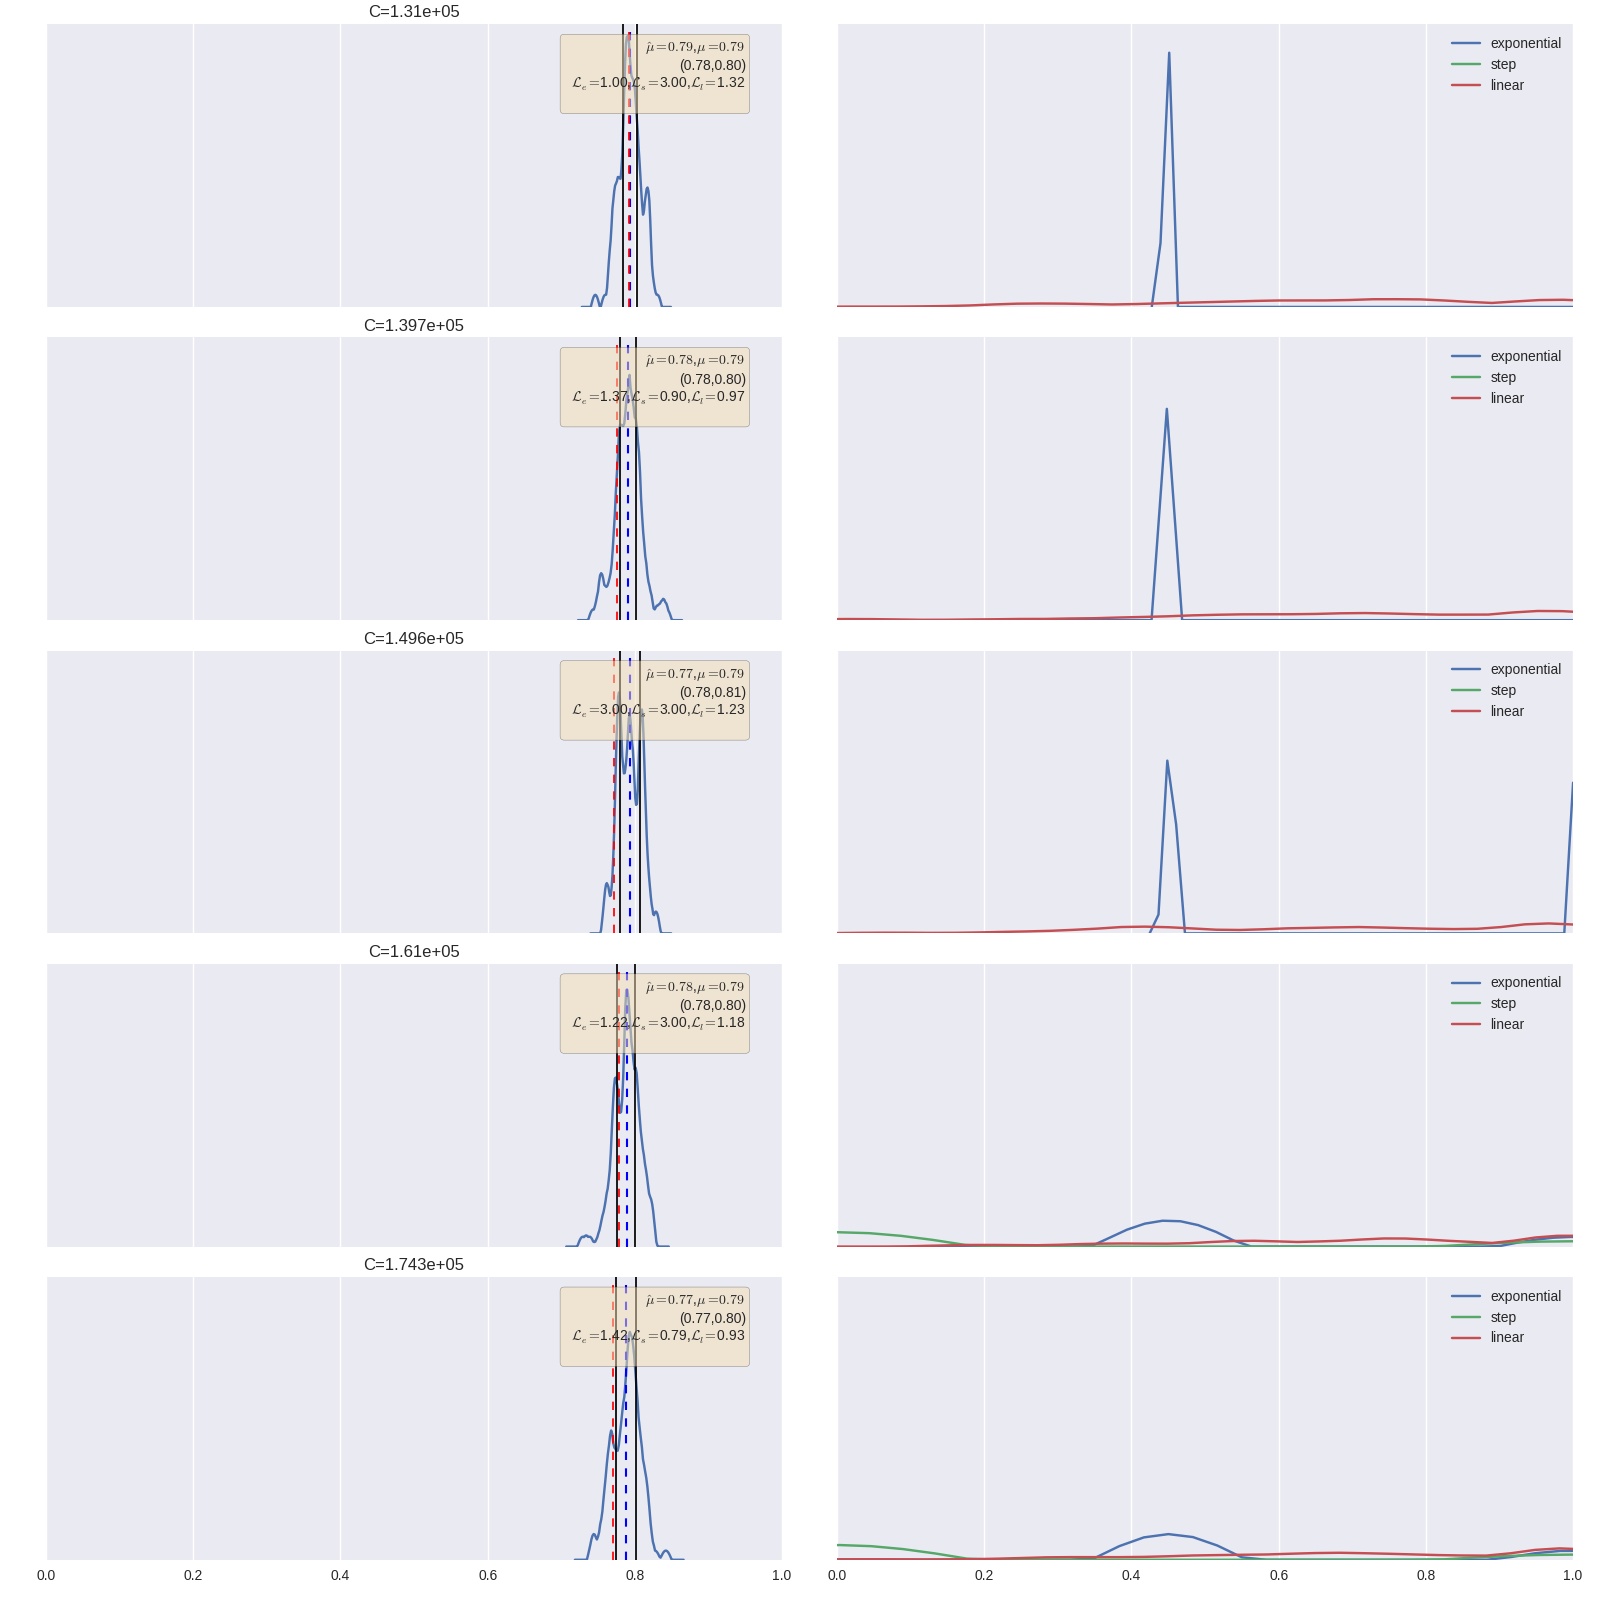 C=1.31e+05
μ̂=0.79,μ=0.79
(0.78,0.80)
ℒₑ=1.00,ℒₛ=3.00,ℒₗ=1.32
exponential
step
linear
C=1.397e+05
μ̂=0.78,μ=0.79
(0.78,0.80)
ℒₑ=1.37,ℒₛ=0.90,ℒₗ=0.97
exponential
step
linear
C=1.496e+05
μ̂=0.77,μ=0.79
(0.78,0.81)
ℒₑ=3.00,ℒₛ=3.00,ℒₗ=1.23
exponential
step
linear
C=1.61e+05
μ̂=0.78,μ=0.79
(0.78,0.80)
ℒₑ=1.22,ℒₛ=3.00,ℒₗ=1.18
exponential
step
linear
C=1.743e+05
μ̂=0.77,μ=0.79
(0.77,0.80)
ℒₑ=1.42,ℒₛ=0.79,ℒₗ=0.93
exponential
step
linear
0.0 0.2 0.4 0.6 0.8 1.0
0.0 0.2 0.4 0.6 0.8 1.0